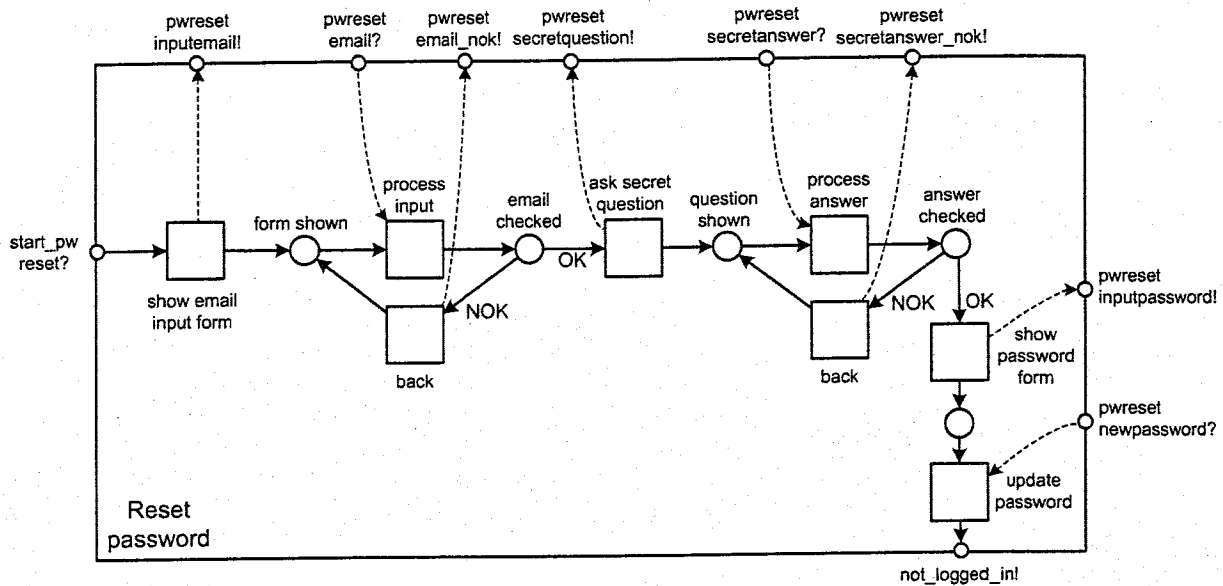 pwreset
inputemail!
pwreset
email?
pwreset
email_nok!
pwreset
secretquestion!
pwreset
secretanswer?
pwreset
secretanswer_nok!
start_pw
reset?
show email
input form
form shown
process
input
email
checked
OK
NOK
back
ask secret
question
question
shown
process
answer
answer
checked
NOK
OK
back
show
password
form
pwreset
inputpassword!
pwreset
newpassword?
update
password
Reset
password
not_logged_in!